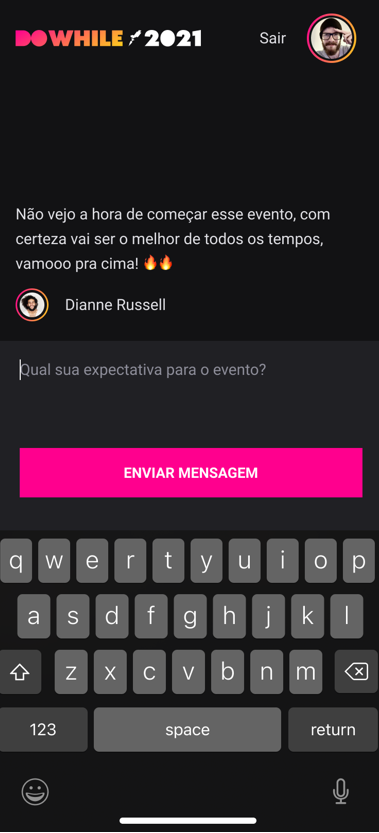 DOWHILE 2021
Sair
Não vejo a hora de começar esse evento, com
certeza vai ser o melhor de todos os tempos,
vamooo pra cima! 🔥🔥
Dianne Russell
Qual sua expectativa para o evento?
ENVIAR MENSAGEM
q w e r t y u i o p
a s d f g h j k l
z x c v b n m
123 space return